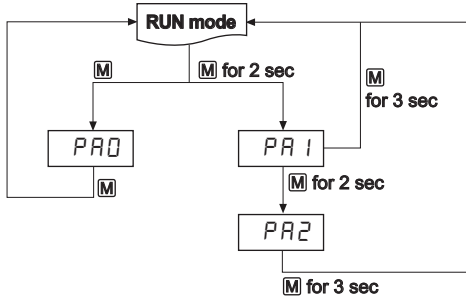 RUN mode
M
M for 2 sec
M
for 3 sec
PA0
PA1
M
M for 2 sec
PA2
M for 3 sec